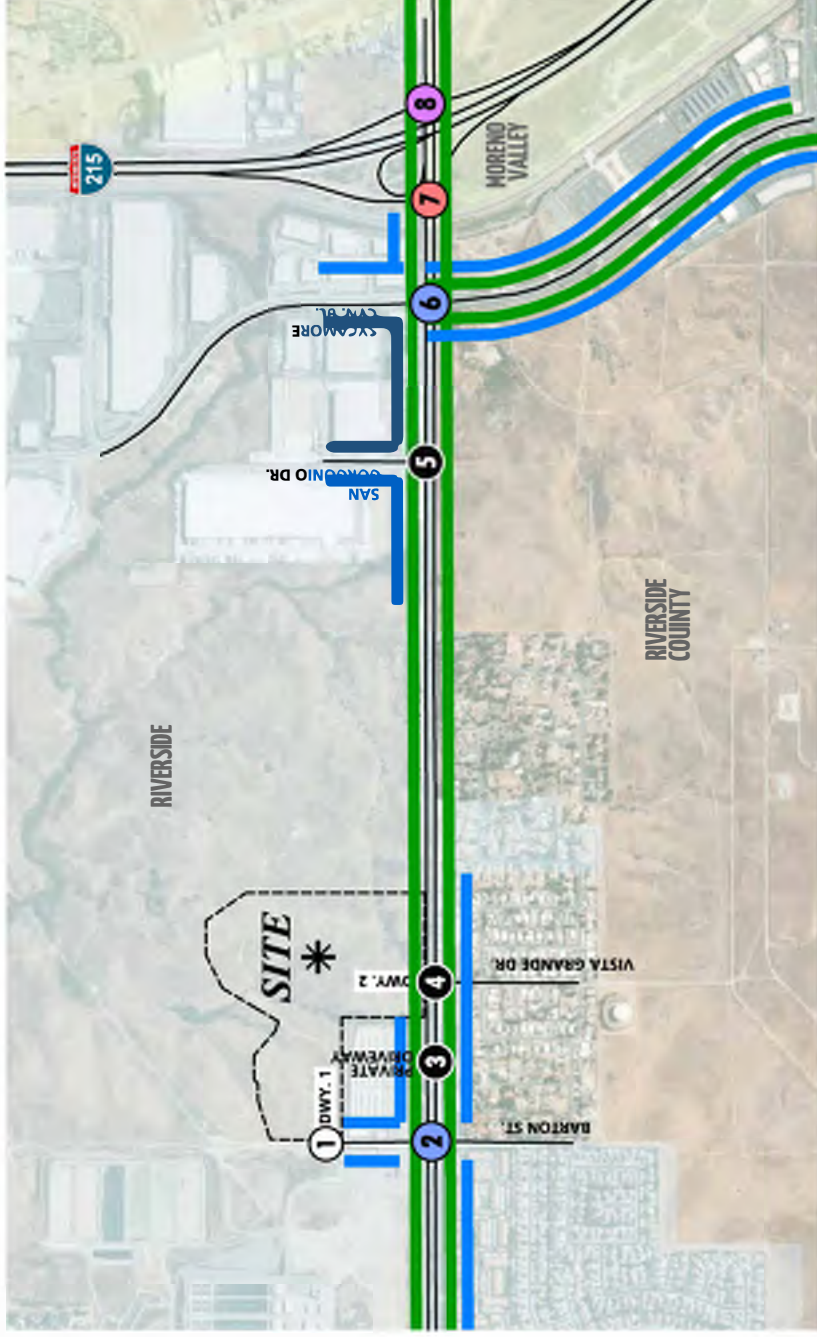 8
MORENO
VALLEY
215
7
6
SYCAMORE
CYN. BL.
5
SAN
GORGONIO DR.
RIVERSIDE
COUINTY
RIVERSIDE
SITE
DWY. 2
4
VISTA GRANDE DR.
3
PRIVATE
DRIVEWAY
DWY. 1
1
2
BARTON ST.